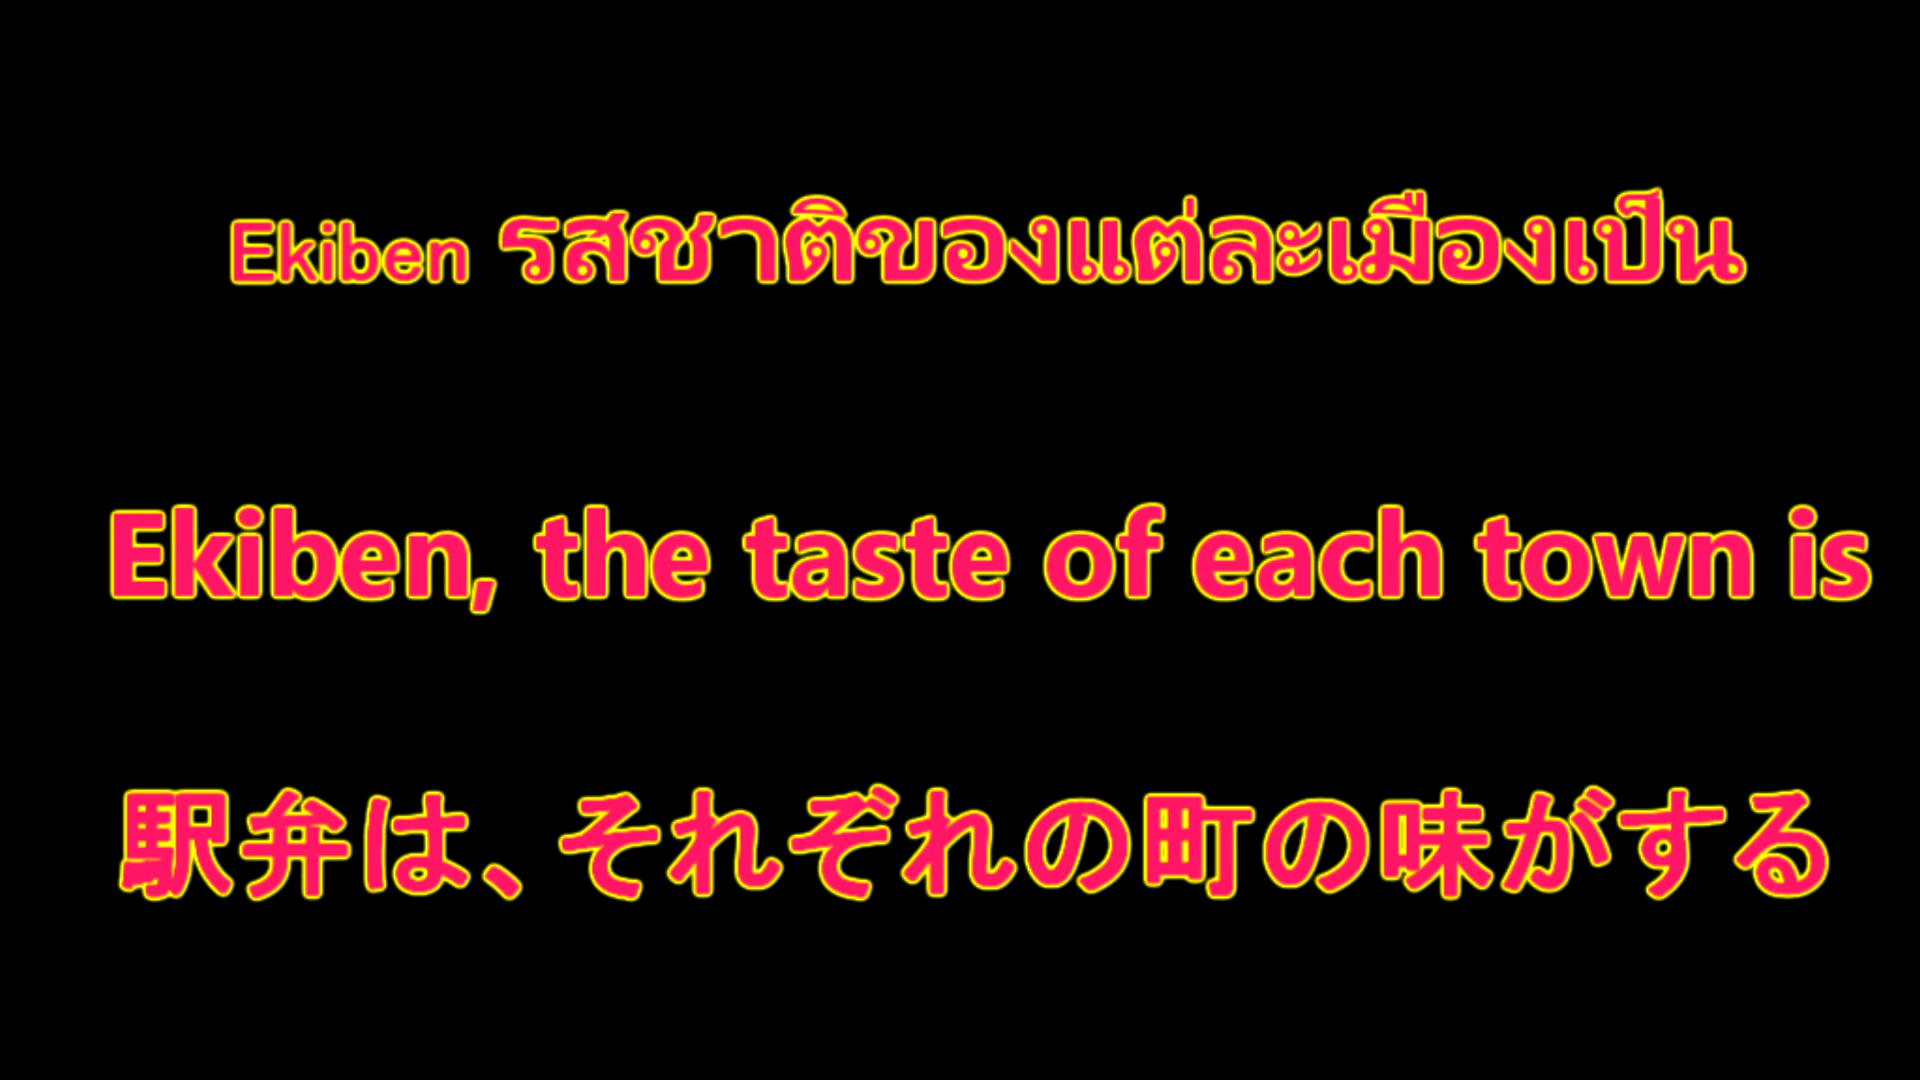 Ekiben รสชาติของแต่ละเมืองเป็น
Ekiben, the taste of each town is
駅弁は、それぞれの町の味がする